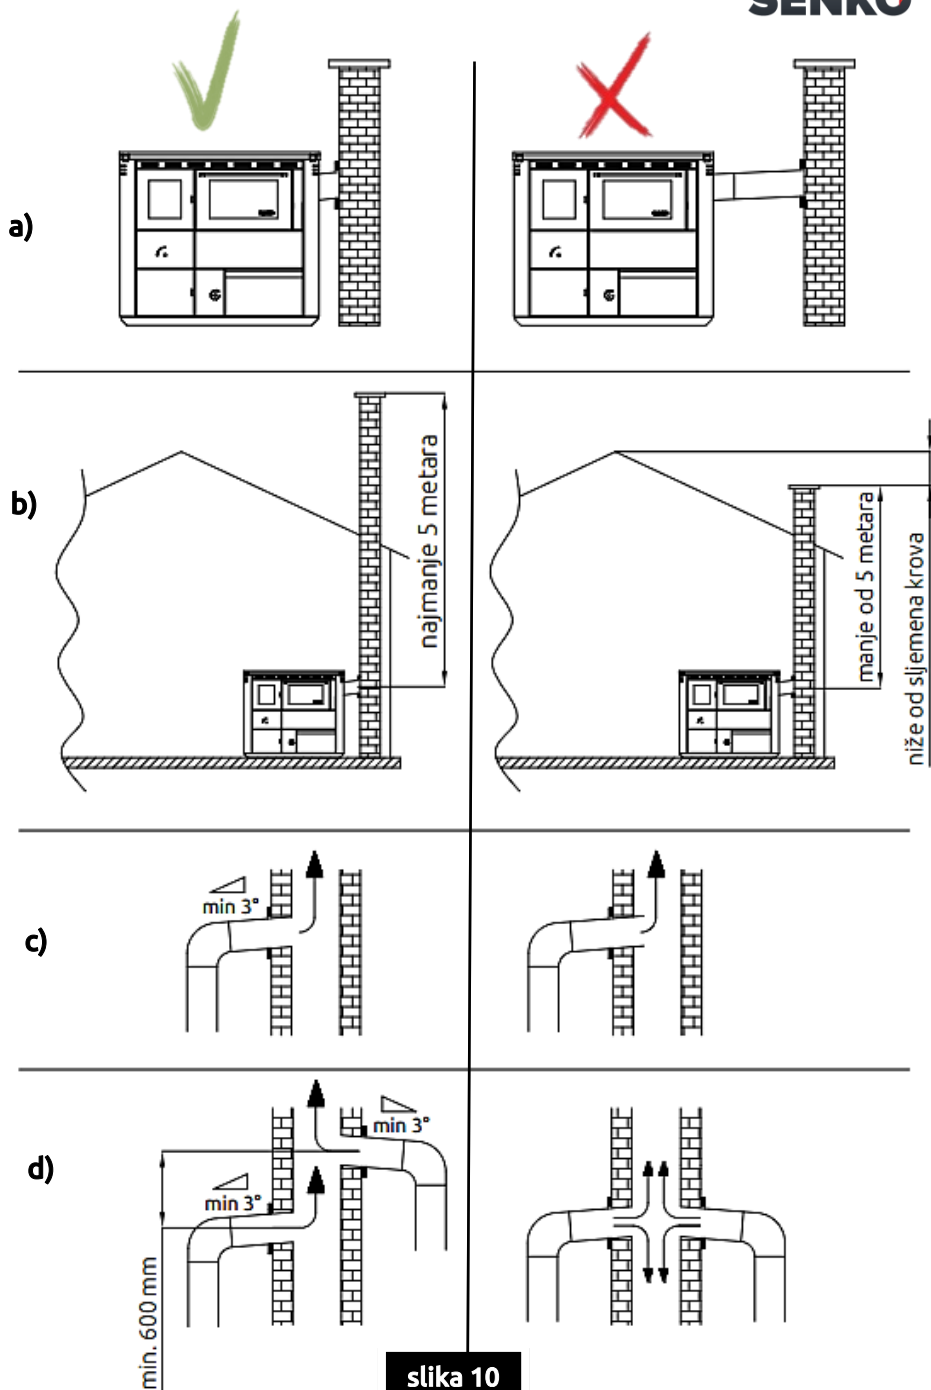 SENKO
a)
b)
najmanje 5 metara
manje od 5 metara
niže od sljemena krova
c)
min 3°
d)
min 3°
min 3°
min. 600 mm
slika 10